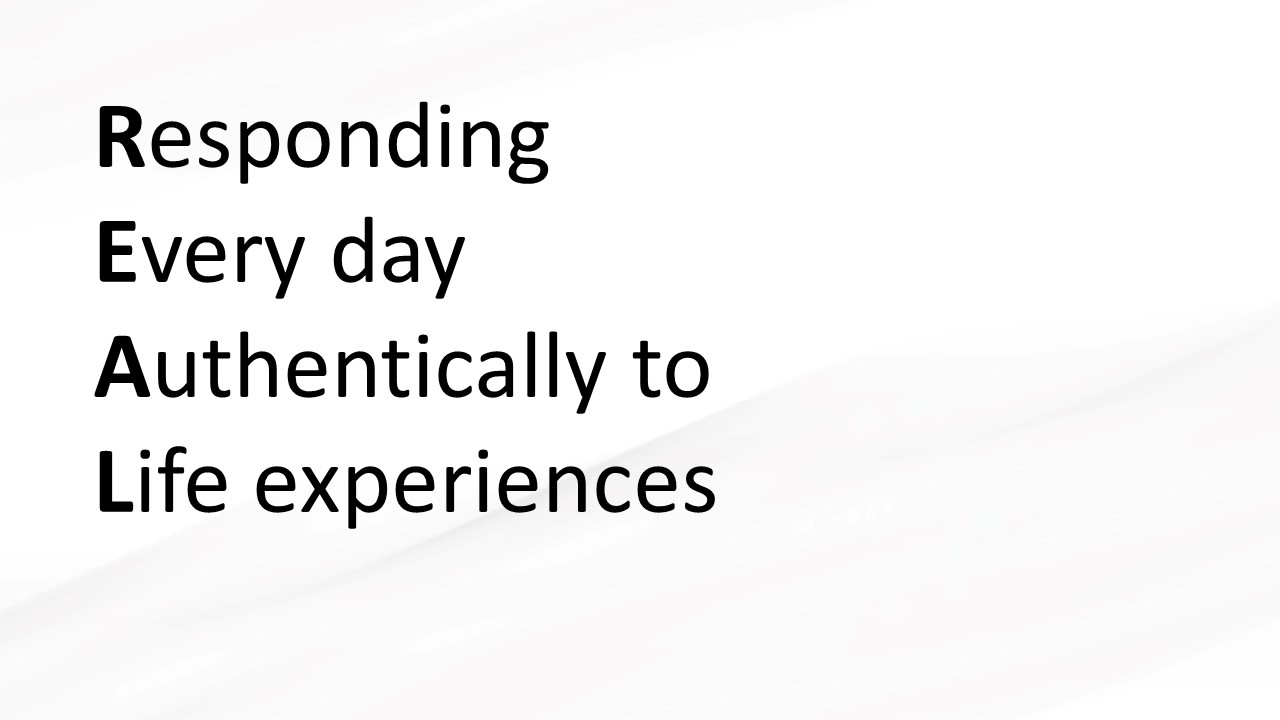 Responding
Every day
Authentically to
Life experiences